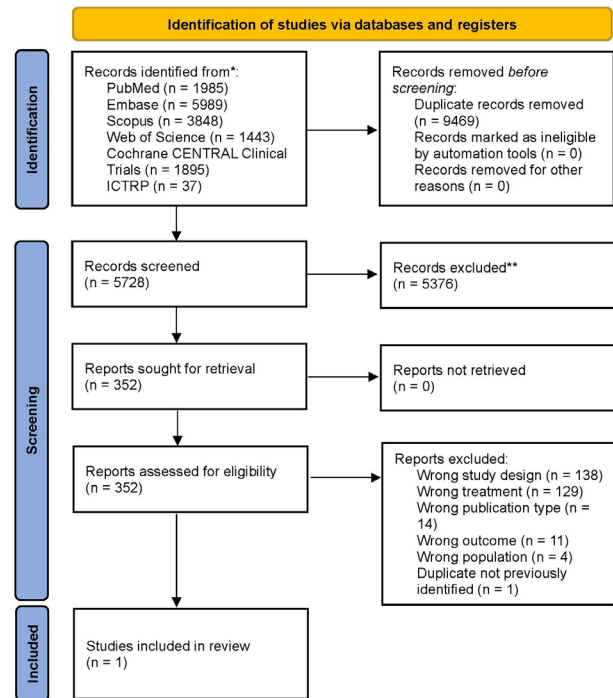 Identification of studies via databases and registers
Identification
Records identified from*:
PubMed (n = 1985)
Embase (n = 5989)
Scopus (n = 3848)
Web of Science (n = 1443)
Cochrane CENTRAL Clinical
Trials (n = 1895)
ICTRP (n = 37)
Records removed before
screening:
Duplicate records removed
(n = 9469)
Records marked as ineligible
by automation tools (n = 0)
Records removed for other
reasons (n = 0)
Screening
Records screened
(n = 5728)
Records excluded**
(n = 5376)
Reports sought for retrieval
(n = 352)
Reports not retrieved
(n = 0)
Reports assessed for eligibility
(n = 352)
Reports excluded:
Wrong study design (n = 138)
Wrong treatment (n = 129)
Wrong publication type (n =
14)
Wrong outcome (n = 11)
Wrong population (n = 4)
Duplicate not previously
identified (n = 1)
Included
Studies included in review
(n = 1)